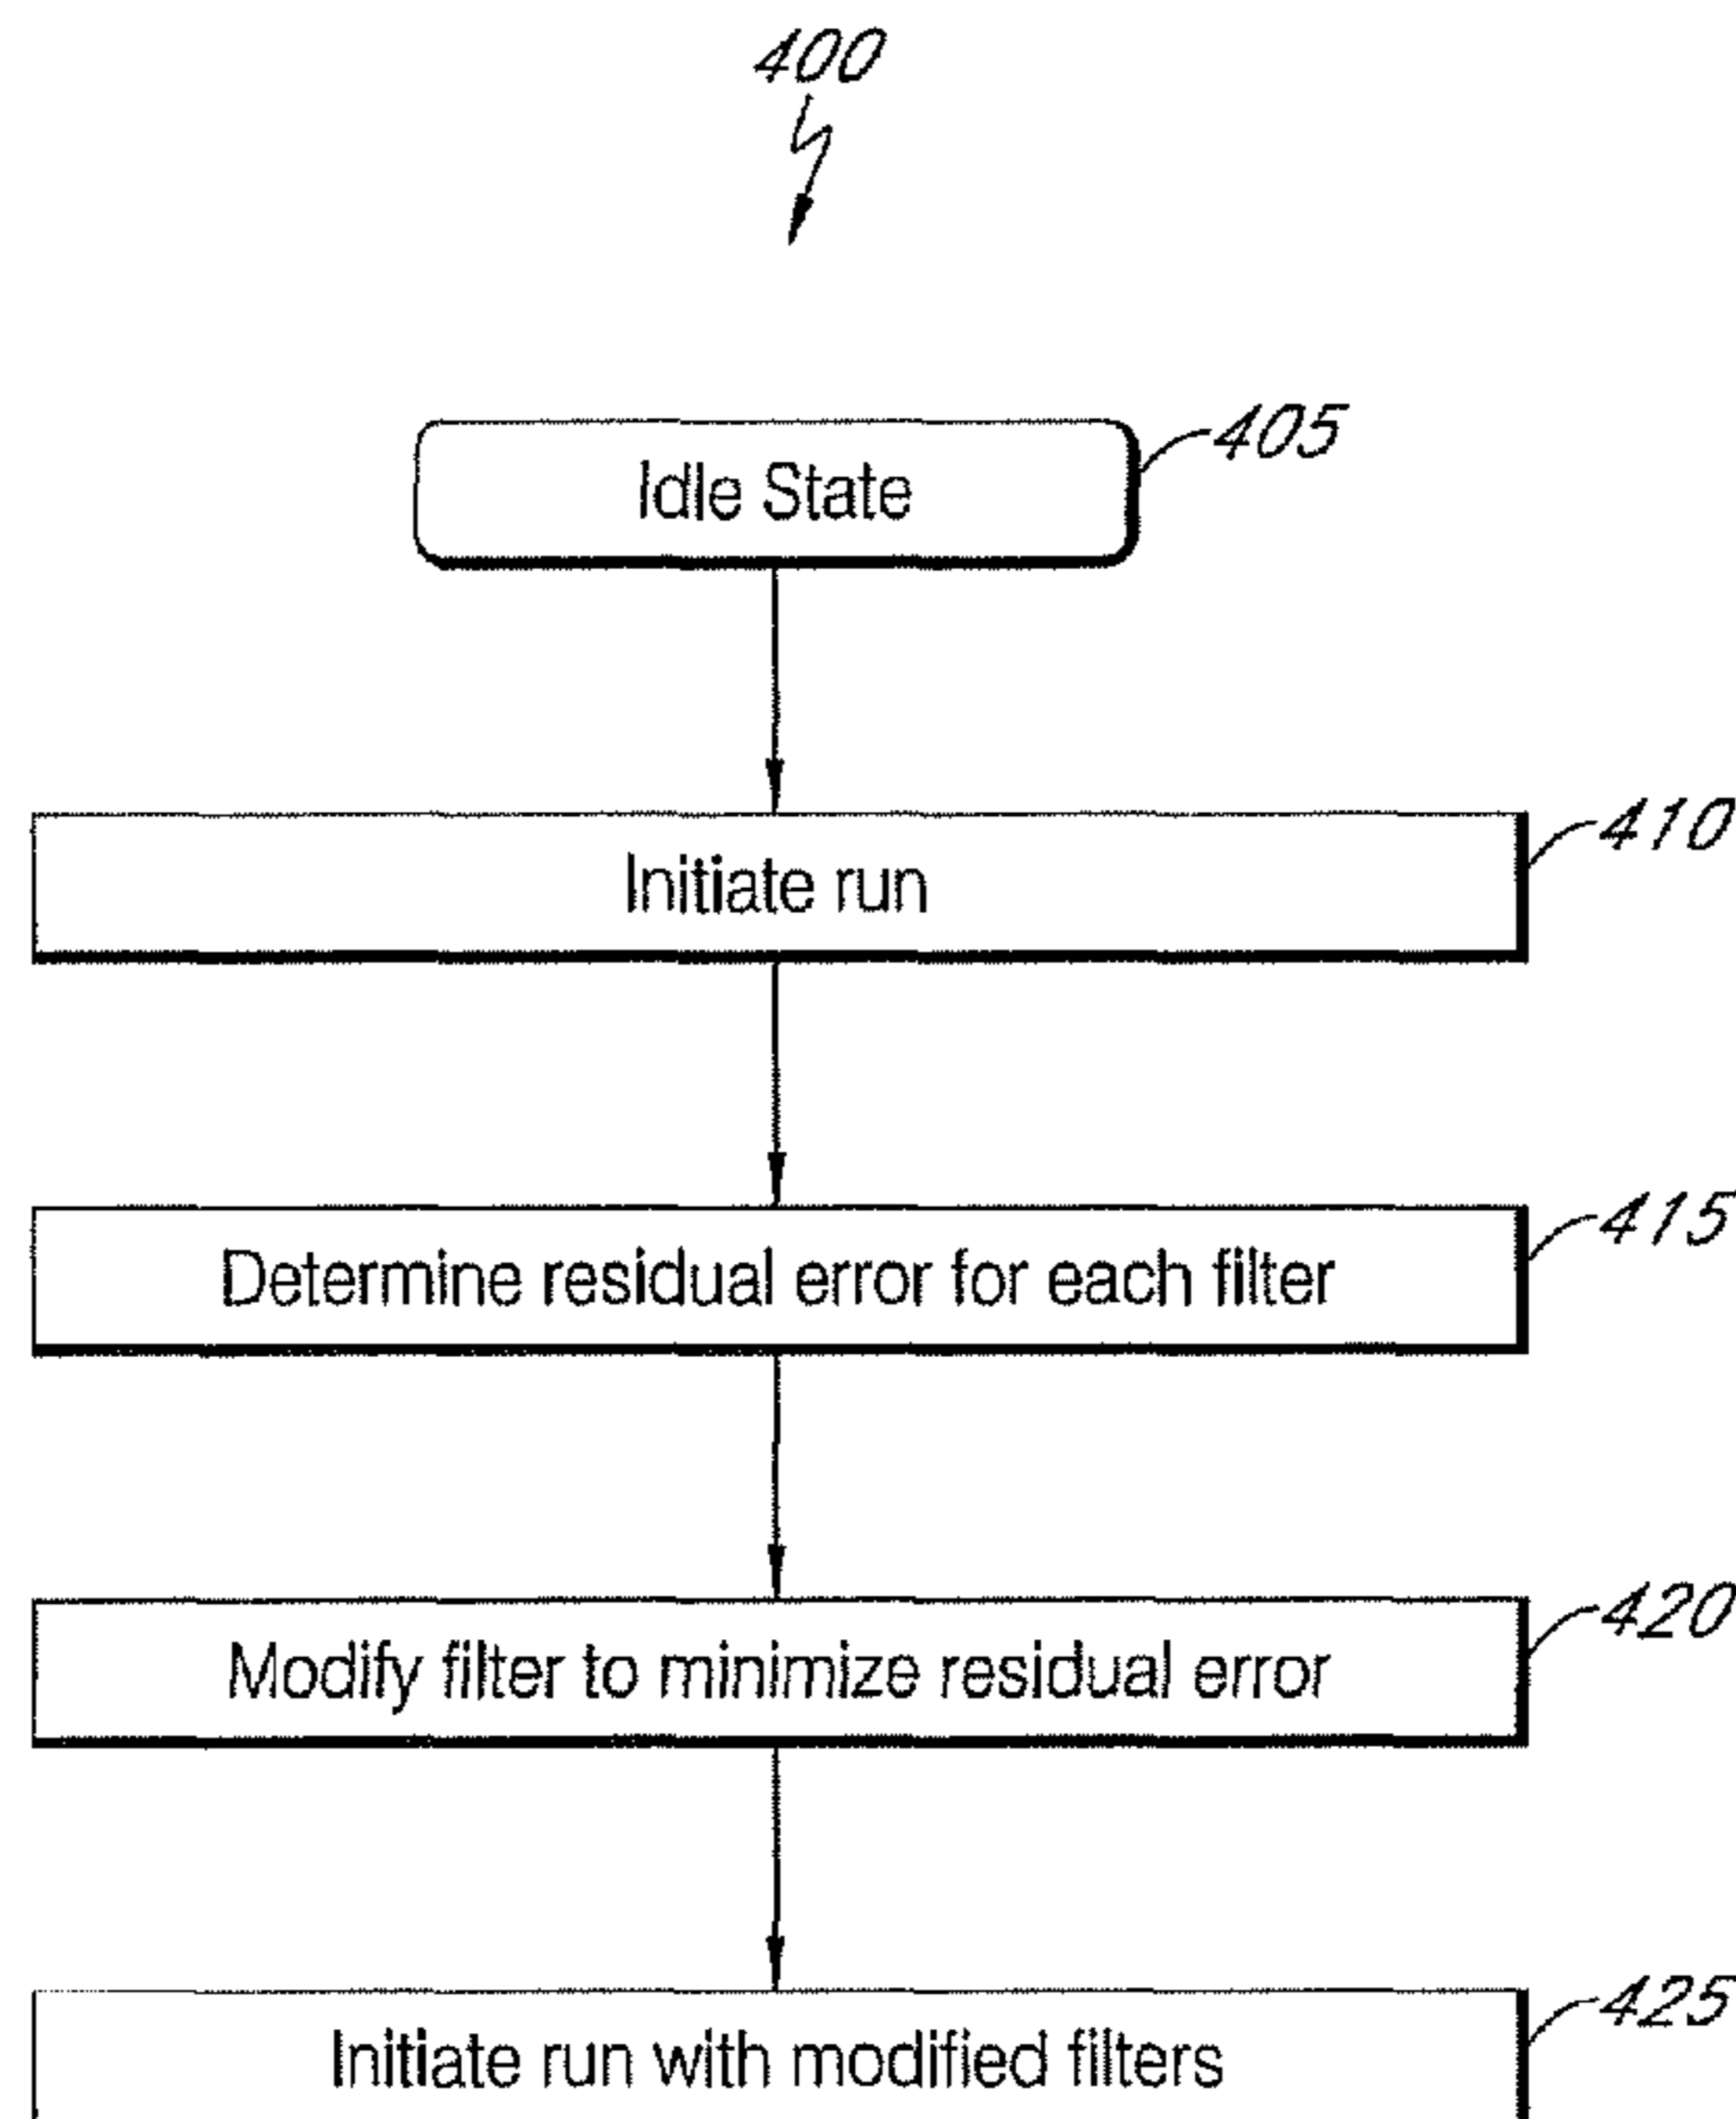 400
Idle State
405
Initiate run
410
Determine residual error for each filter
415
Modify filter to minimize residual error
420
Initiate run with modified filters
425